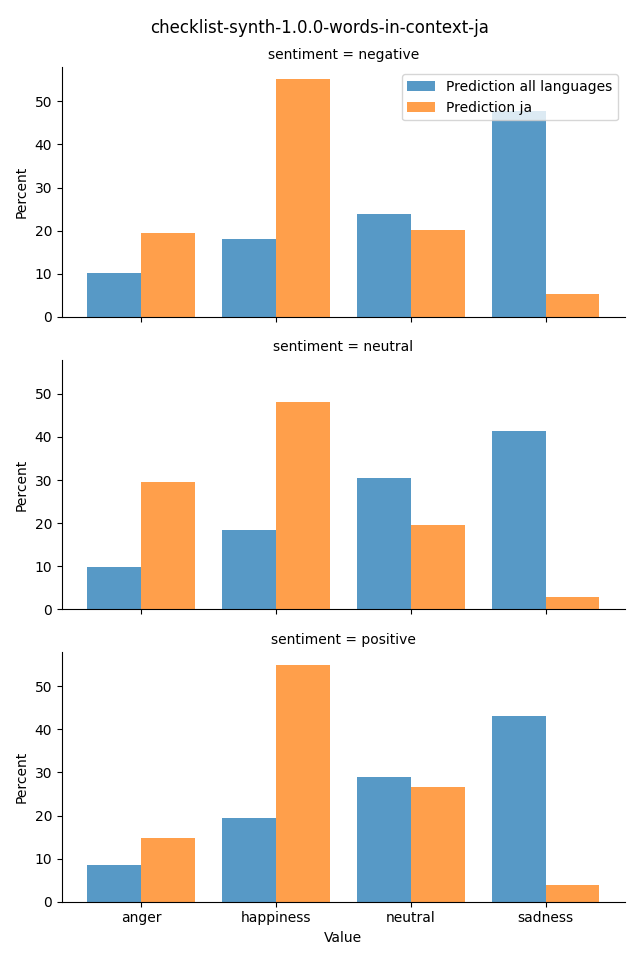 checklist-synth-1.0.0-words-in-context-ja
sentiment = negative
Prediction all languages
Prediction ja
Percent
50
40
30
20
10
0
sentiment = neutral
Percent
50
40
30
20
10
0
sentiment = positive
Percent
50
40
30
20
10
0
anger
happiness
neutral
sadness
Value